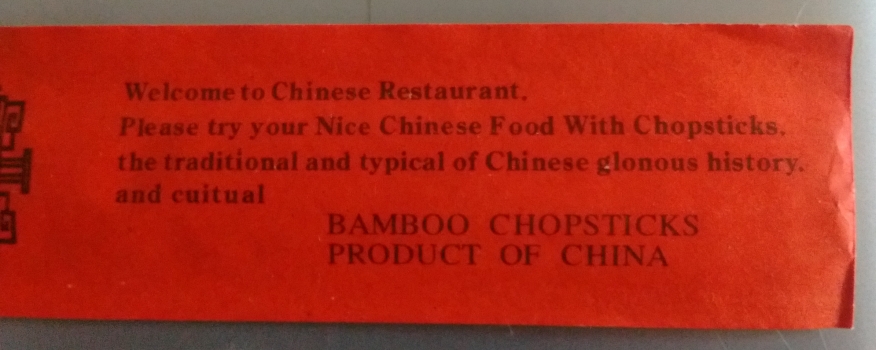 Welcome to Chinese Restaurant.
Please try your Nice Chinese Food With Chopsticks,
the traditional and typical of Chinese glonous history.
and cuitual
BAMBOO CHOPSTICKS
PRODUCT OF CHINA